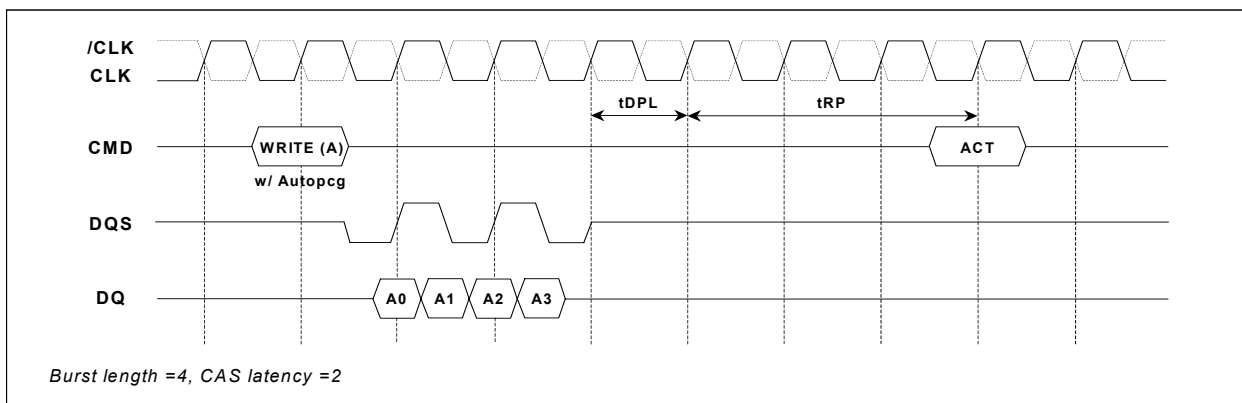 /CLK
CLK
tDPL
tRP
CMD
WRITE (A)
ACT
w/ Autopcg
DQS
DQ
A0
A1
A2
A3
Burst length =4, CAS latency =2